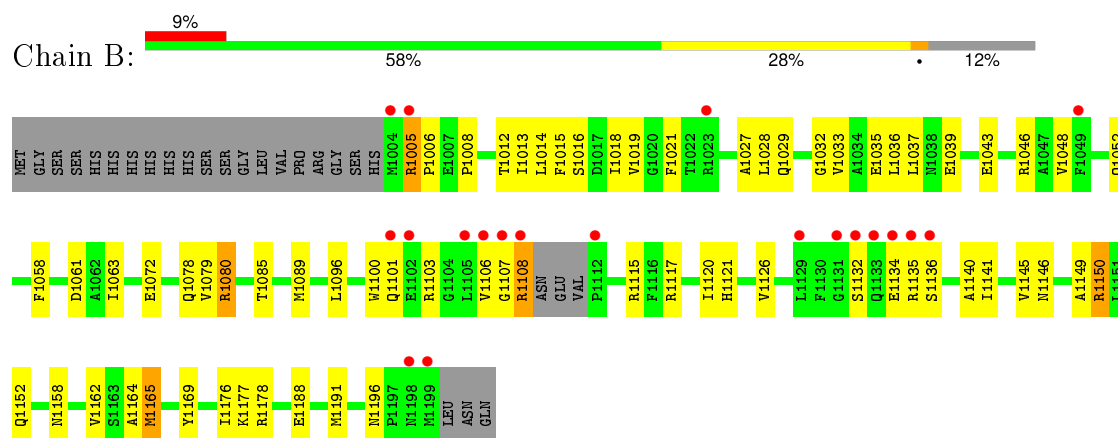 9%
Chain B:
58% 28% • 12%
MET GLY SER SER HIS HIS HIS HIS HIS HIS SER SER GLY LEU VAL PRO ARG GLY SER HIS M1004 R1005 P1006 E1007 P1008 T1012 I1013 L1014 F1015 S1016 D1017 I1018 V1019 G1020 F1021 T1022 R1023 A1027 L1028 Q1029 G1032 V1033 A1034 E1035 L1036 L1037 N1038 E1039 E1043 R1046 A1047 V1048 F1049
F1058 D1061 A1062 I1063 E1072 Q1078 V1079 R1080 T1085 M1089 L1096 W1100 Q1101 E1102 R1103 G1104 L1105 V1106 G1107 R1108 ASN GLU VAL P1112 R1115 F1116 R1117 I1120 H1121 V1126 L1129 F1130 G1131 S1132 Q1133 E1134 R1135 S1136 A1140 I1141 V1145 N1146 A1149 R1150 L1151
Q1152 N1158 V1162 S1163 A1164 M1165 Y1169 I1176 K1177 R1178 E1188 M1191 N1196 P1197 N1198 M1199 LEU ASN GLN